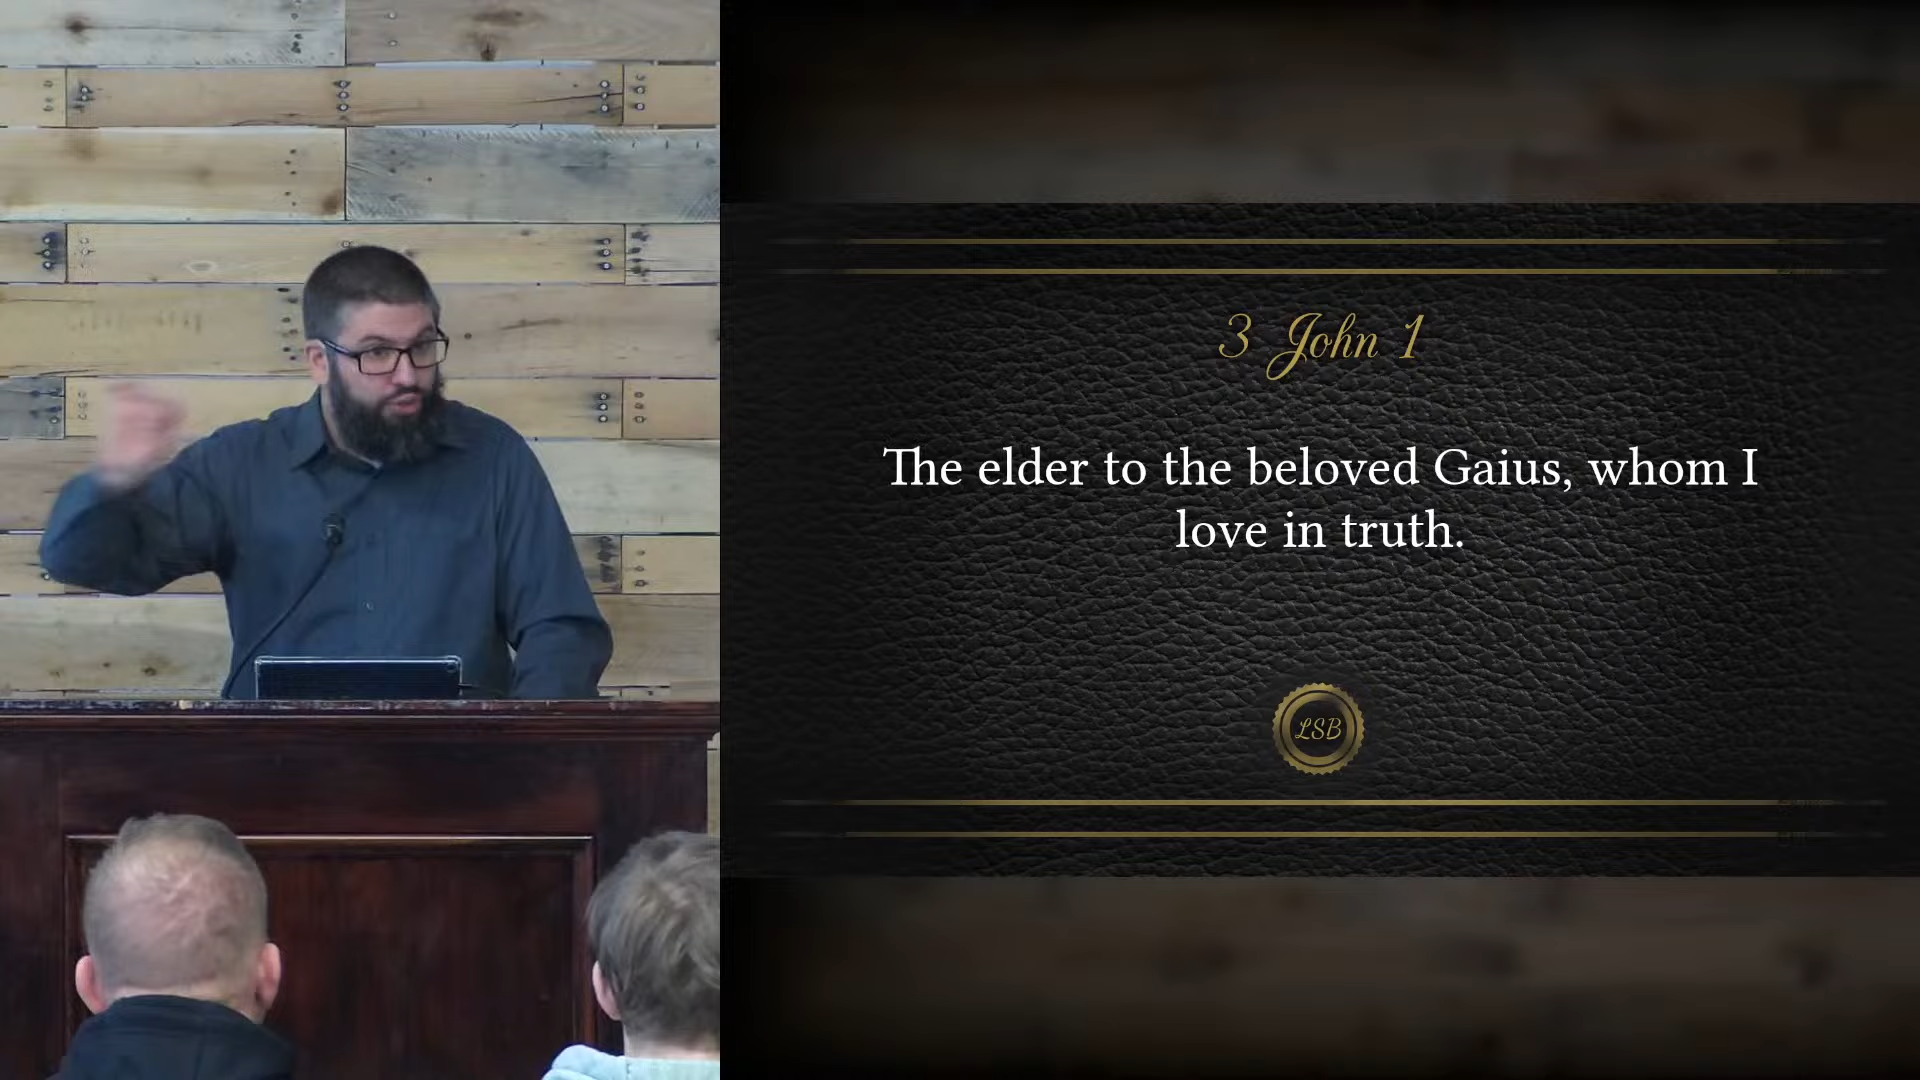 3 John 1
The elder to the beloved Gaius, whom I
love in truth.
LSB